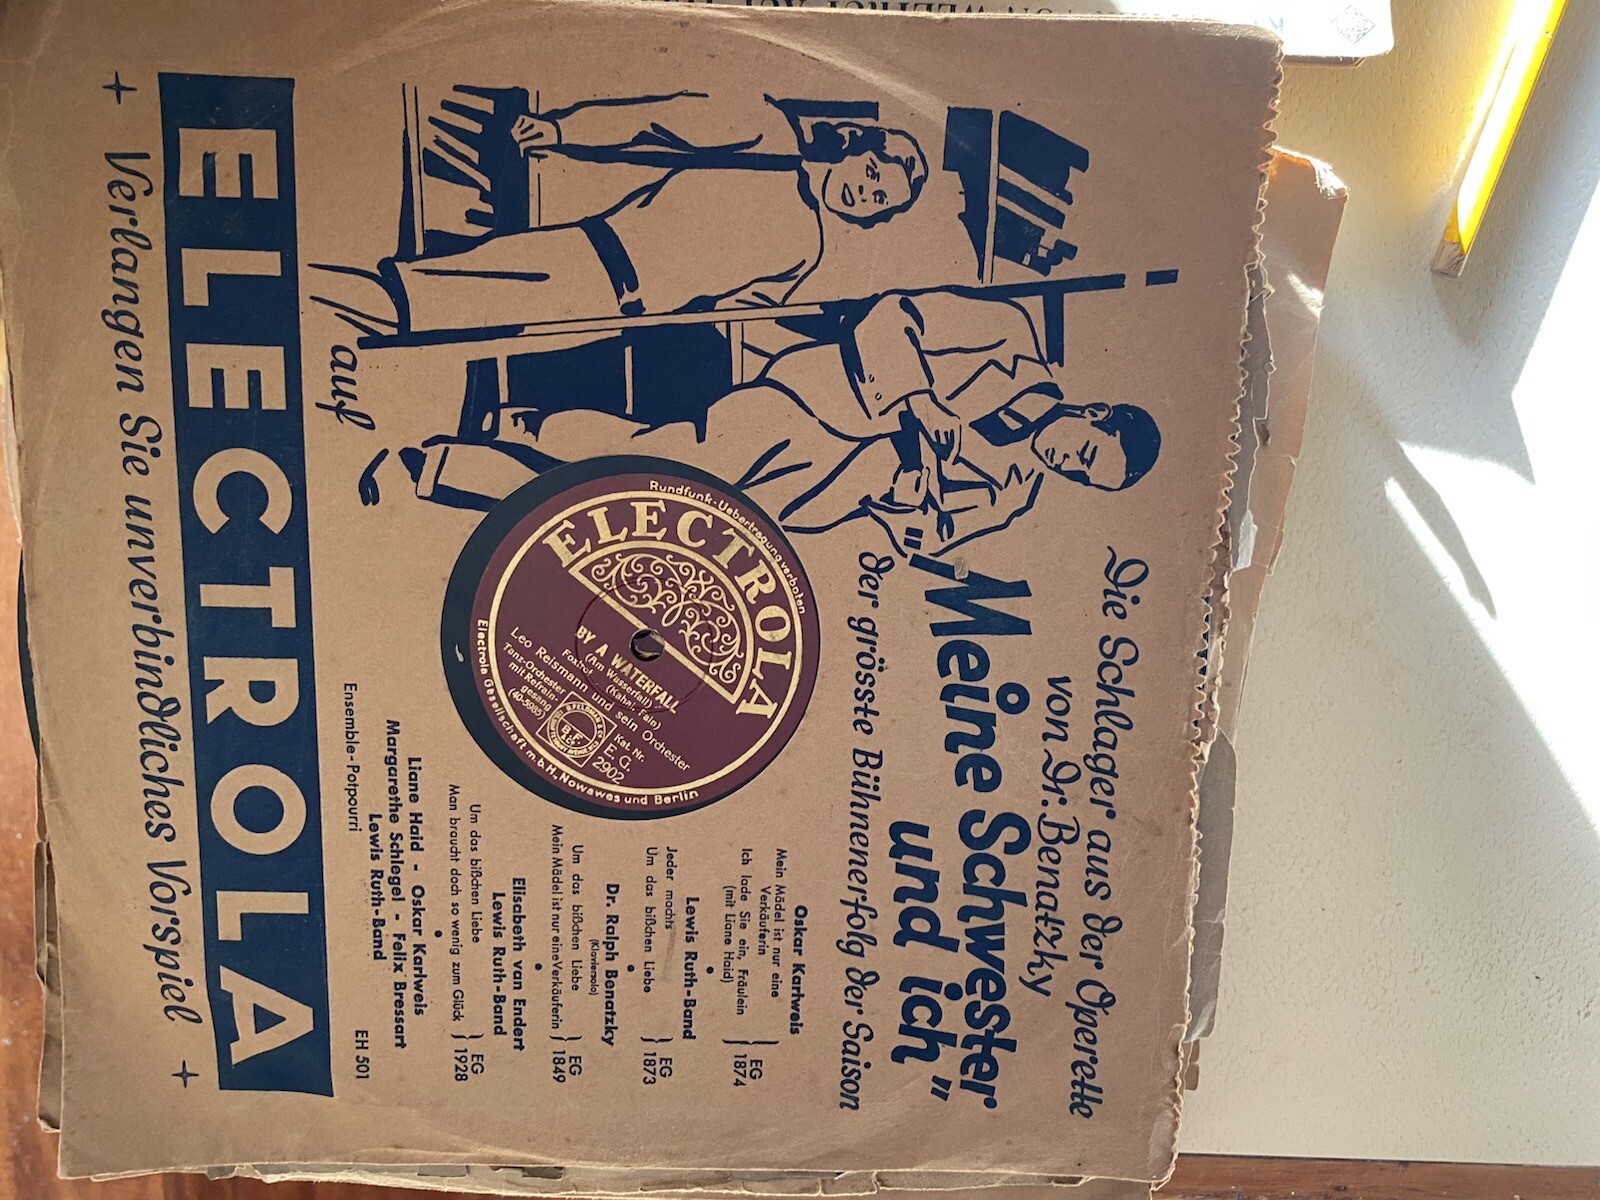 Die Schlager aus der Operette
von Dr. Benatzky
„Meine Schwester
und ich"
der grösste Bühnenerfolg der Saison
Oskar Karlweis
Mein Mädel ist nur eine
Verkäuferin
Ich lade Sie ein, Fräulein
(mit Liane Haid)
EG
1874
Lewis Ruth-Band
Jeder machts
Um das bißchen Liebe
EG
1873
Dr. Ralph Benatzky
(Klaviersolo)
Um das bißchen Liebe
Mein Mädel ist nur eine Verkäuferin
EG
1849
Elisabeth van Endert
Lewis Ruth-Band
Um das bißchen Liebe
Man braucht doch so wenig zum Glück
EG
1928
Liane Haid - Oskar Karlweis
Margarethe Schlegel - Felix Bressart
Lewis Ruth-Band
Ensemble-Potpourri
EH 501
Rundfunk-Uebertragung verboten
ELECTROLA
BY A WATERFALL
(Am Wasserfall)
Foxtrot (Kahal, Fain)
Leo Reismann und sein Orchester
Tanz-Orchester
mit Refrain-
gesang
(40-5985)
B. F.
& Co.
Kat. Nr.
E. G.
2902
Electrola Gesellschaft m.b.H., Nowawes und Berlin
auf
ELECTROLA
Verlangen Sie unverbindliches Vorspiel